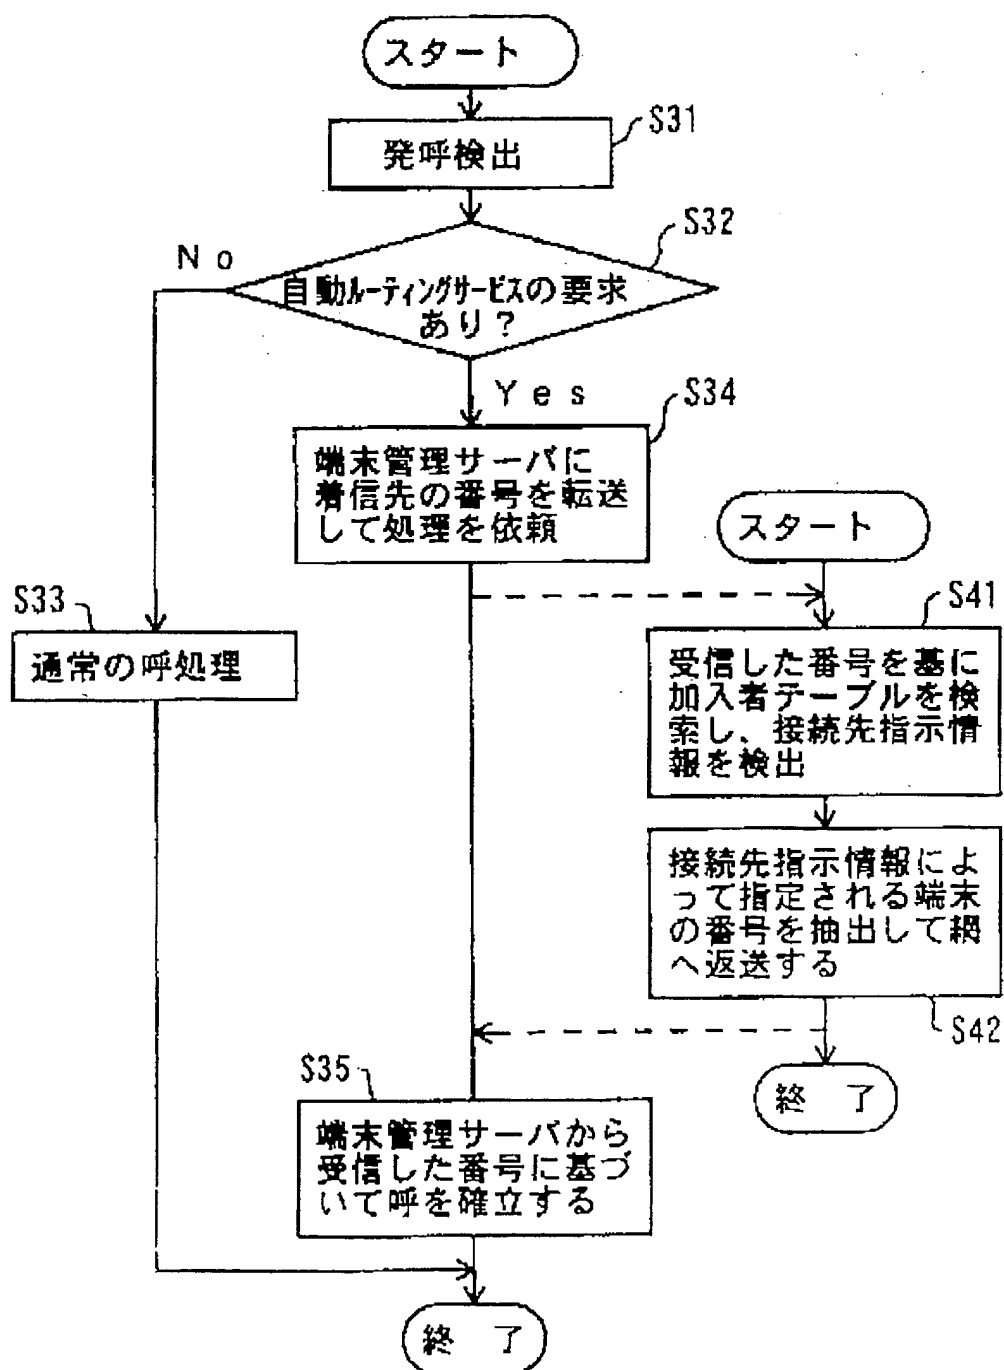 スタート
S31
発呼検出
S32
No
自動ルーティングサービスの要求
あり？
Yes
S34
端末管理サーバに
着信先の番号を転送
して処理を依頼
スタート
S33
通常の呼処理
S41
受信した番号を基に
加入者テーブルを検
索し、接続先指示情
報を検出
接続先指示情報によ
って指定される端末
の番号を抽出して網
へ返送する
S42
終 了
S35
端末管理サーバから
受信した番号に基づ
いて呼を確立する
終 了